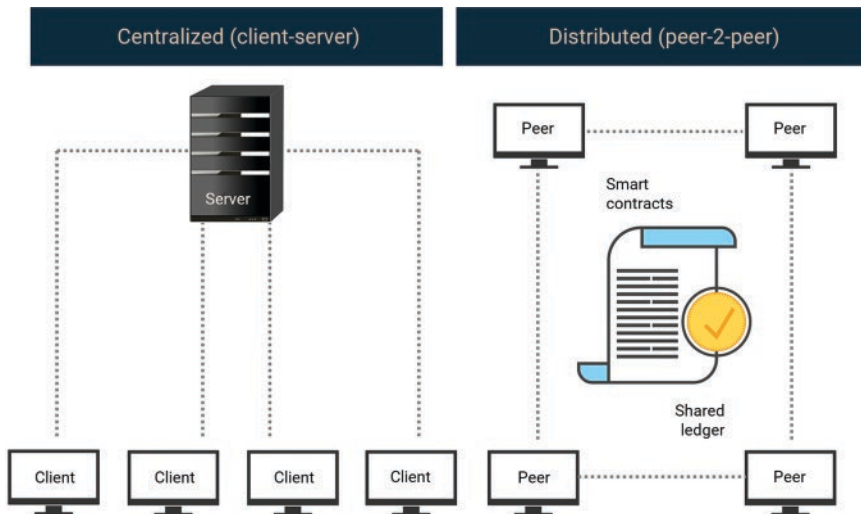 Centralized (client-server)
Distributed (peer-2-peer)
Server
Client
Client
Client
Client
Peer
Peer
Smart
contracts
Shared
ledger
Peer
Peer